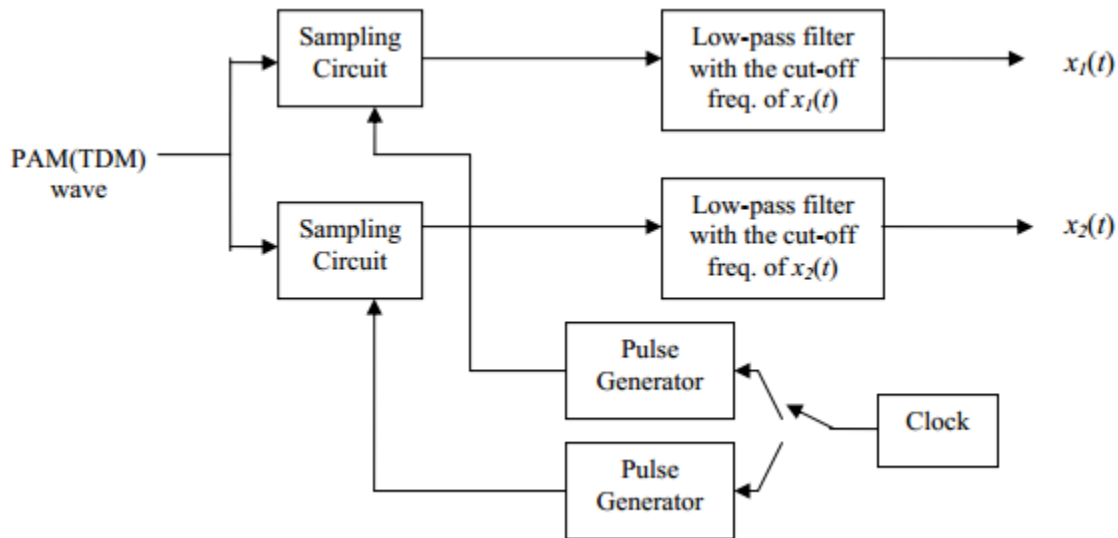 Sampling
Circuit
Low-pass filter
with the cut-off
freq. of x1(t)
x1(t)
PAM(TDM)
wave
Sampling
Circuit
Low-pass filter
with the cut-off
freq. of x2(t)
x2(t)
Pulse
Generator
Clock
Pulse
Generator